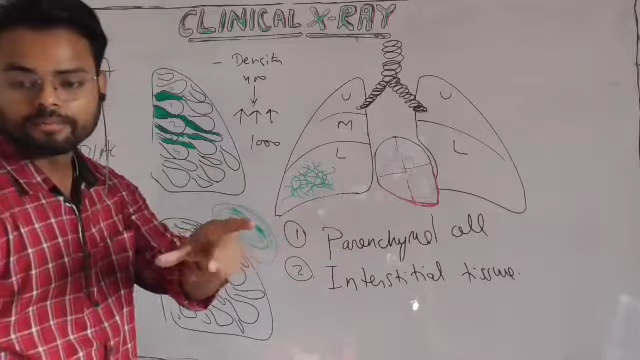 CLINICAL X-RAY
- Density
400
1000
U
M
L
U
L
① Parenchymal cell
② Interstitial tissue.